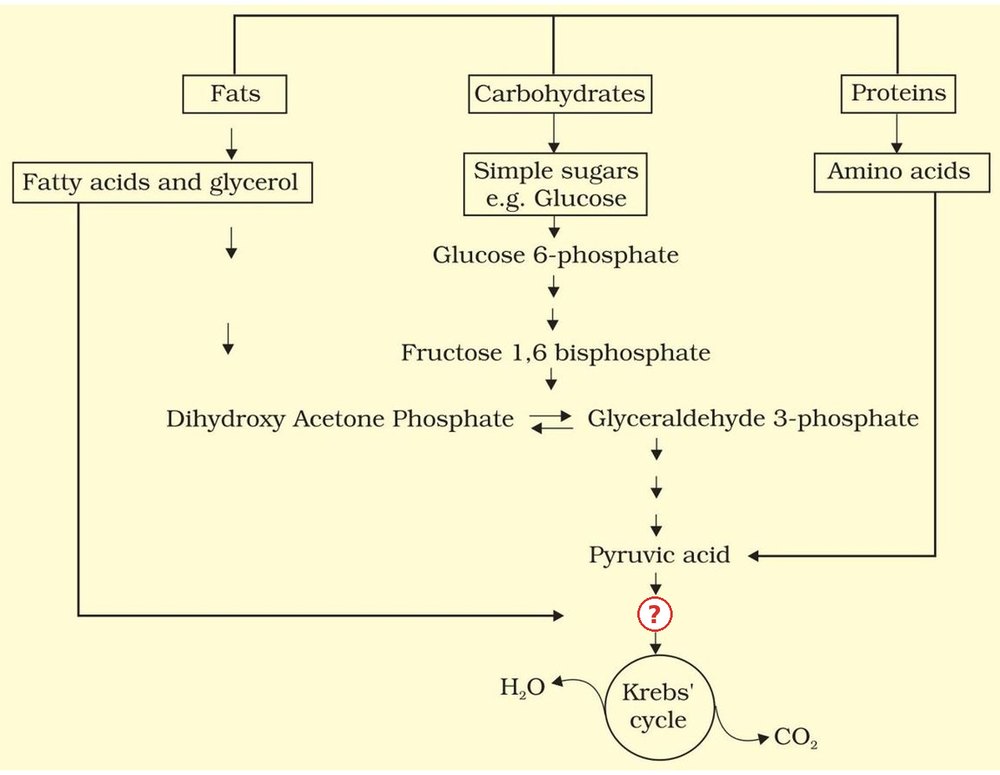 Fats
Carbohydrates
Proteins
Fatty acids and glycerol
Simple sugars
e.g. Glucose
Amino acids
Glucose 6-phosphate
Fructose 1,6 bisphosphate
Dihydroxy Acetone Phosphate
Glyceraldehyde 3-phosphate
Pyruvic acid
?
Krebs'
cycle
H₂O
CO₂